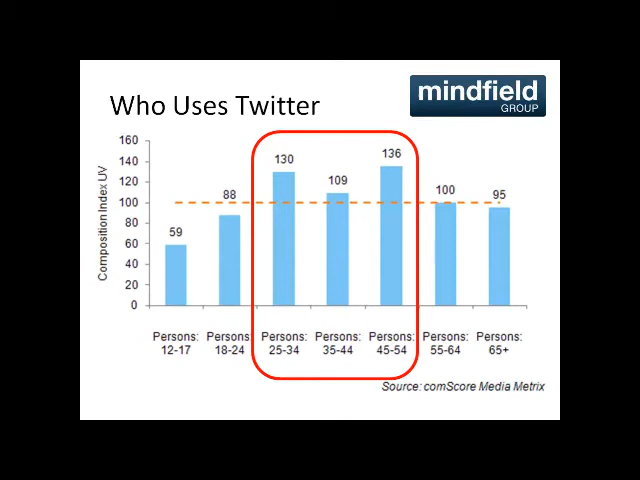 mindfield
GROUP
Who Uses Twitter
Composition Index UV
160
140
120
100
80
60
40
20
0
59
88
130
109
136
100
95
Persons: Persons: Persons: Persons: Persons: Persons: Persons:
12-17 18-24 25-34 35-44 45-54 55-64 65+
Source: comScore Media Metrix